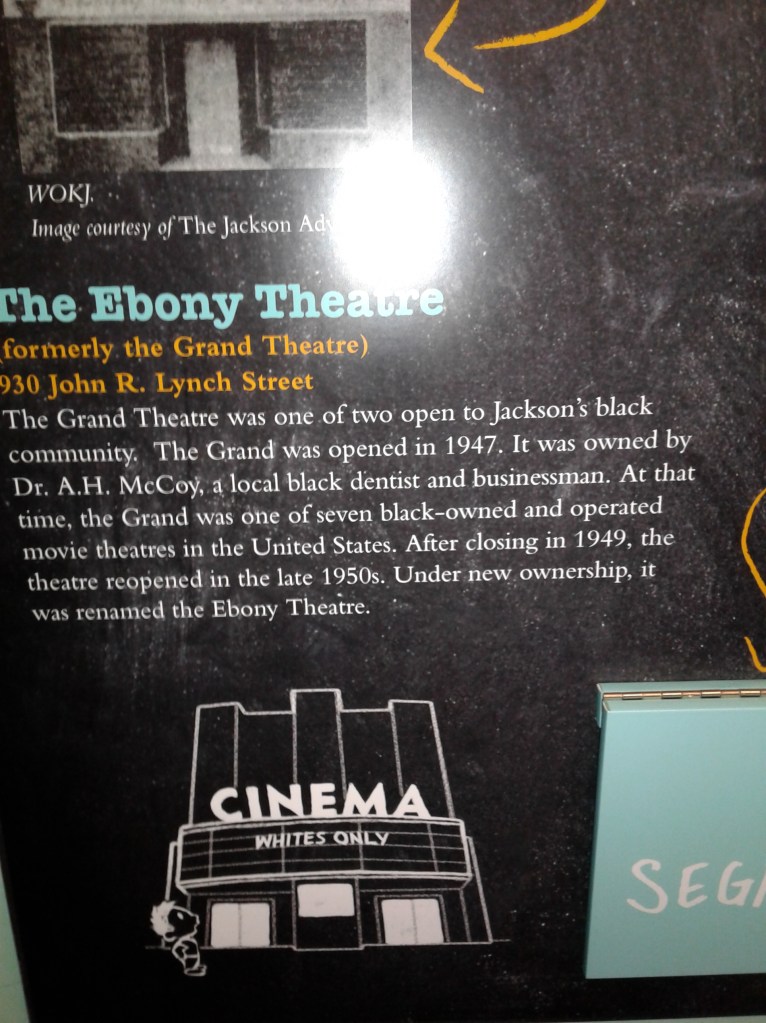 WOKJ.
Image courtesy of The Jackson
The Ebony Theatre
(formerly the Grand Theatre)
930 John R. Lynch Street
The Grand Theatre was one of two open to Jackson's black
community. The Grand was opened in 1947. It was owned by
Dr. A.H. McCoy, a local black dentist and businessman. At that
time, the Grand was one of seven black-owned and operated
movie theatres in the United States. After closing in 1949, the
theatre reopened in the late 1950s. Under new ownership, it
was renamed the Ebony Theatre.
CINEMA
WHITES ONLY